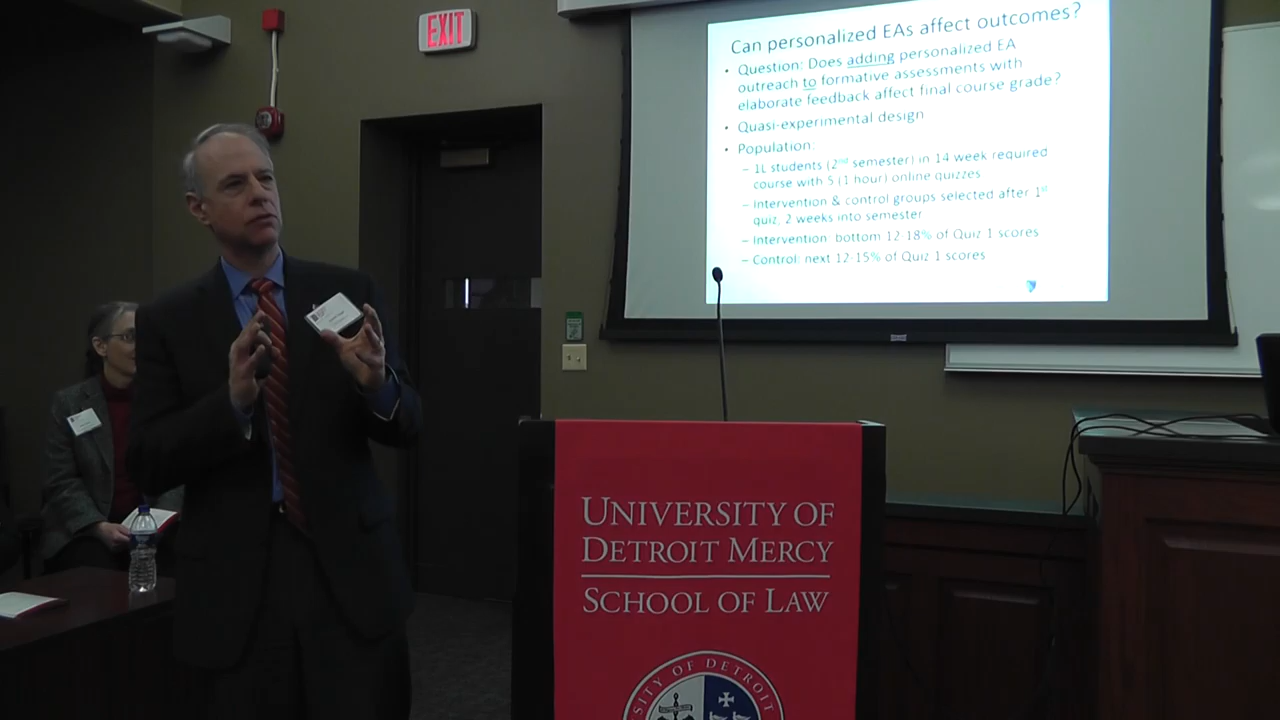 EXIT
Can personalized EAs affect outcomes?
• Question: Does adding personalized EA
outreach to formative assessments with
elaborate feedback affect final course grade?
• Quasi-experimental design
• Population:
– 1L students (2nd semester) in 14 week required
course with 5 (1 hour) online quizzes
– Intervention & control groups selected after 1st
quiz, 2 weeks into semester
– Intervention: bottom 12-18% of Quiz 1 scores
– Control: next 12-15% of Quiz 1 scores
UNIVERSITY OF
DETROIT MERCY
SCHOOL OF LAW
SITY OF DETROIT